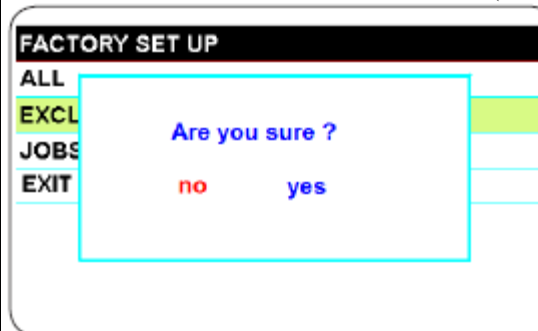 FACTORY SET UP
ALL
EXCL
Are you sure ?
JOBS
EXIT
no yes